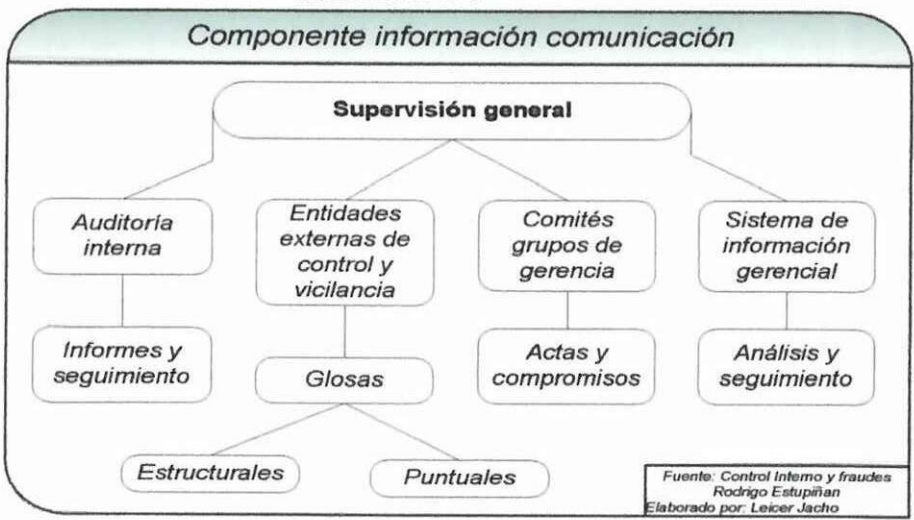 Componente información comunicación
Supervisión general
Auditoría
interna
Entidades
externas de
control y
vicilancia
Comités
grupos de
gerencia
Sistema de
información
gerencial
Informes y
seguimiento
Glosas
Actas y
compromisos
Análisis y
seguimiento
Estructurales
Puntuales
Fuente: Control Interno y fraudes
Rodrigo Estupiñan
Elaborado por: Leicer Jacho